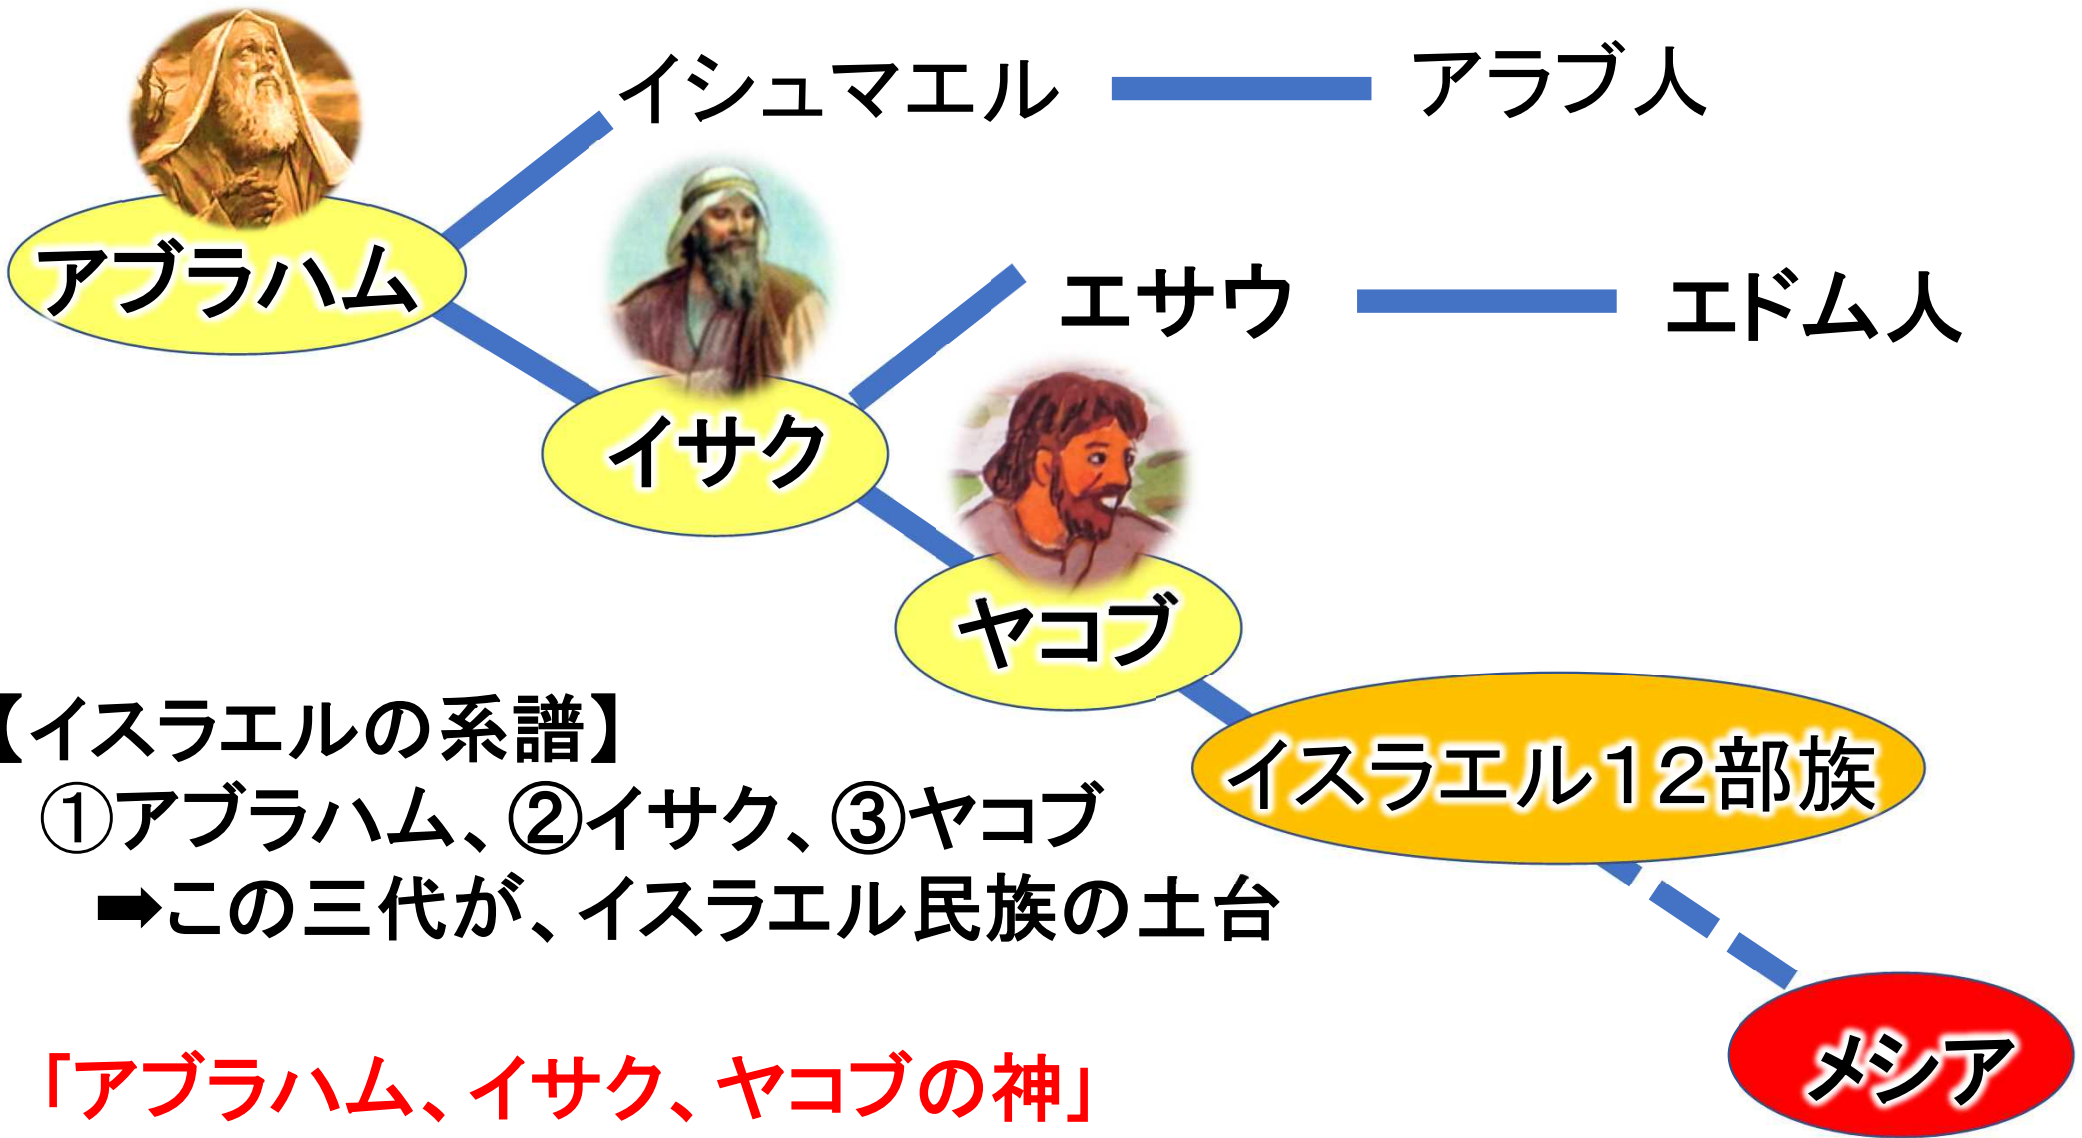 イシュマエル
アラブ人
アブラハム
エサウ
エドム人
イサク
ヤコブ
【イスラエルの系譜】
イスラエル12部族
①アブラハム、②イサク、③ヤコブ
➡この三代が、イスラエル民族の土台
メシア
「アブラハム、イサク、ヤコブの神」